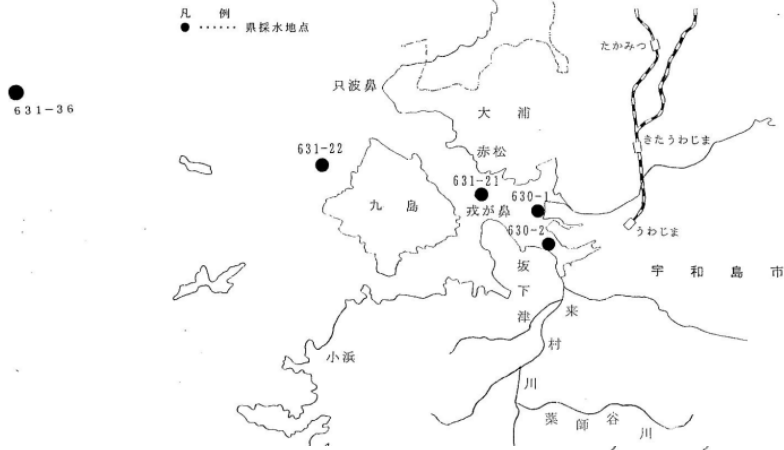 凡例
●……県採水地点
たかみつ
只波鼻
631-36
大浦
きたうわじま
631-22
赤松
631-21
630-1
九島
戎が鼻
630-2
うわじま
宇和島市
坂下津
来村川
小浜
薬師谷川